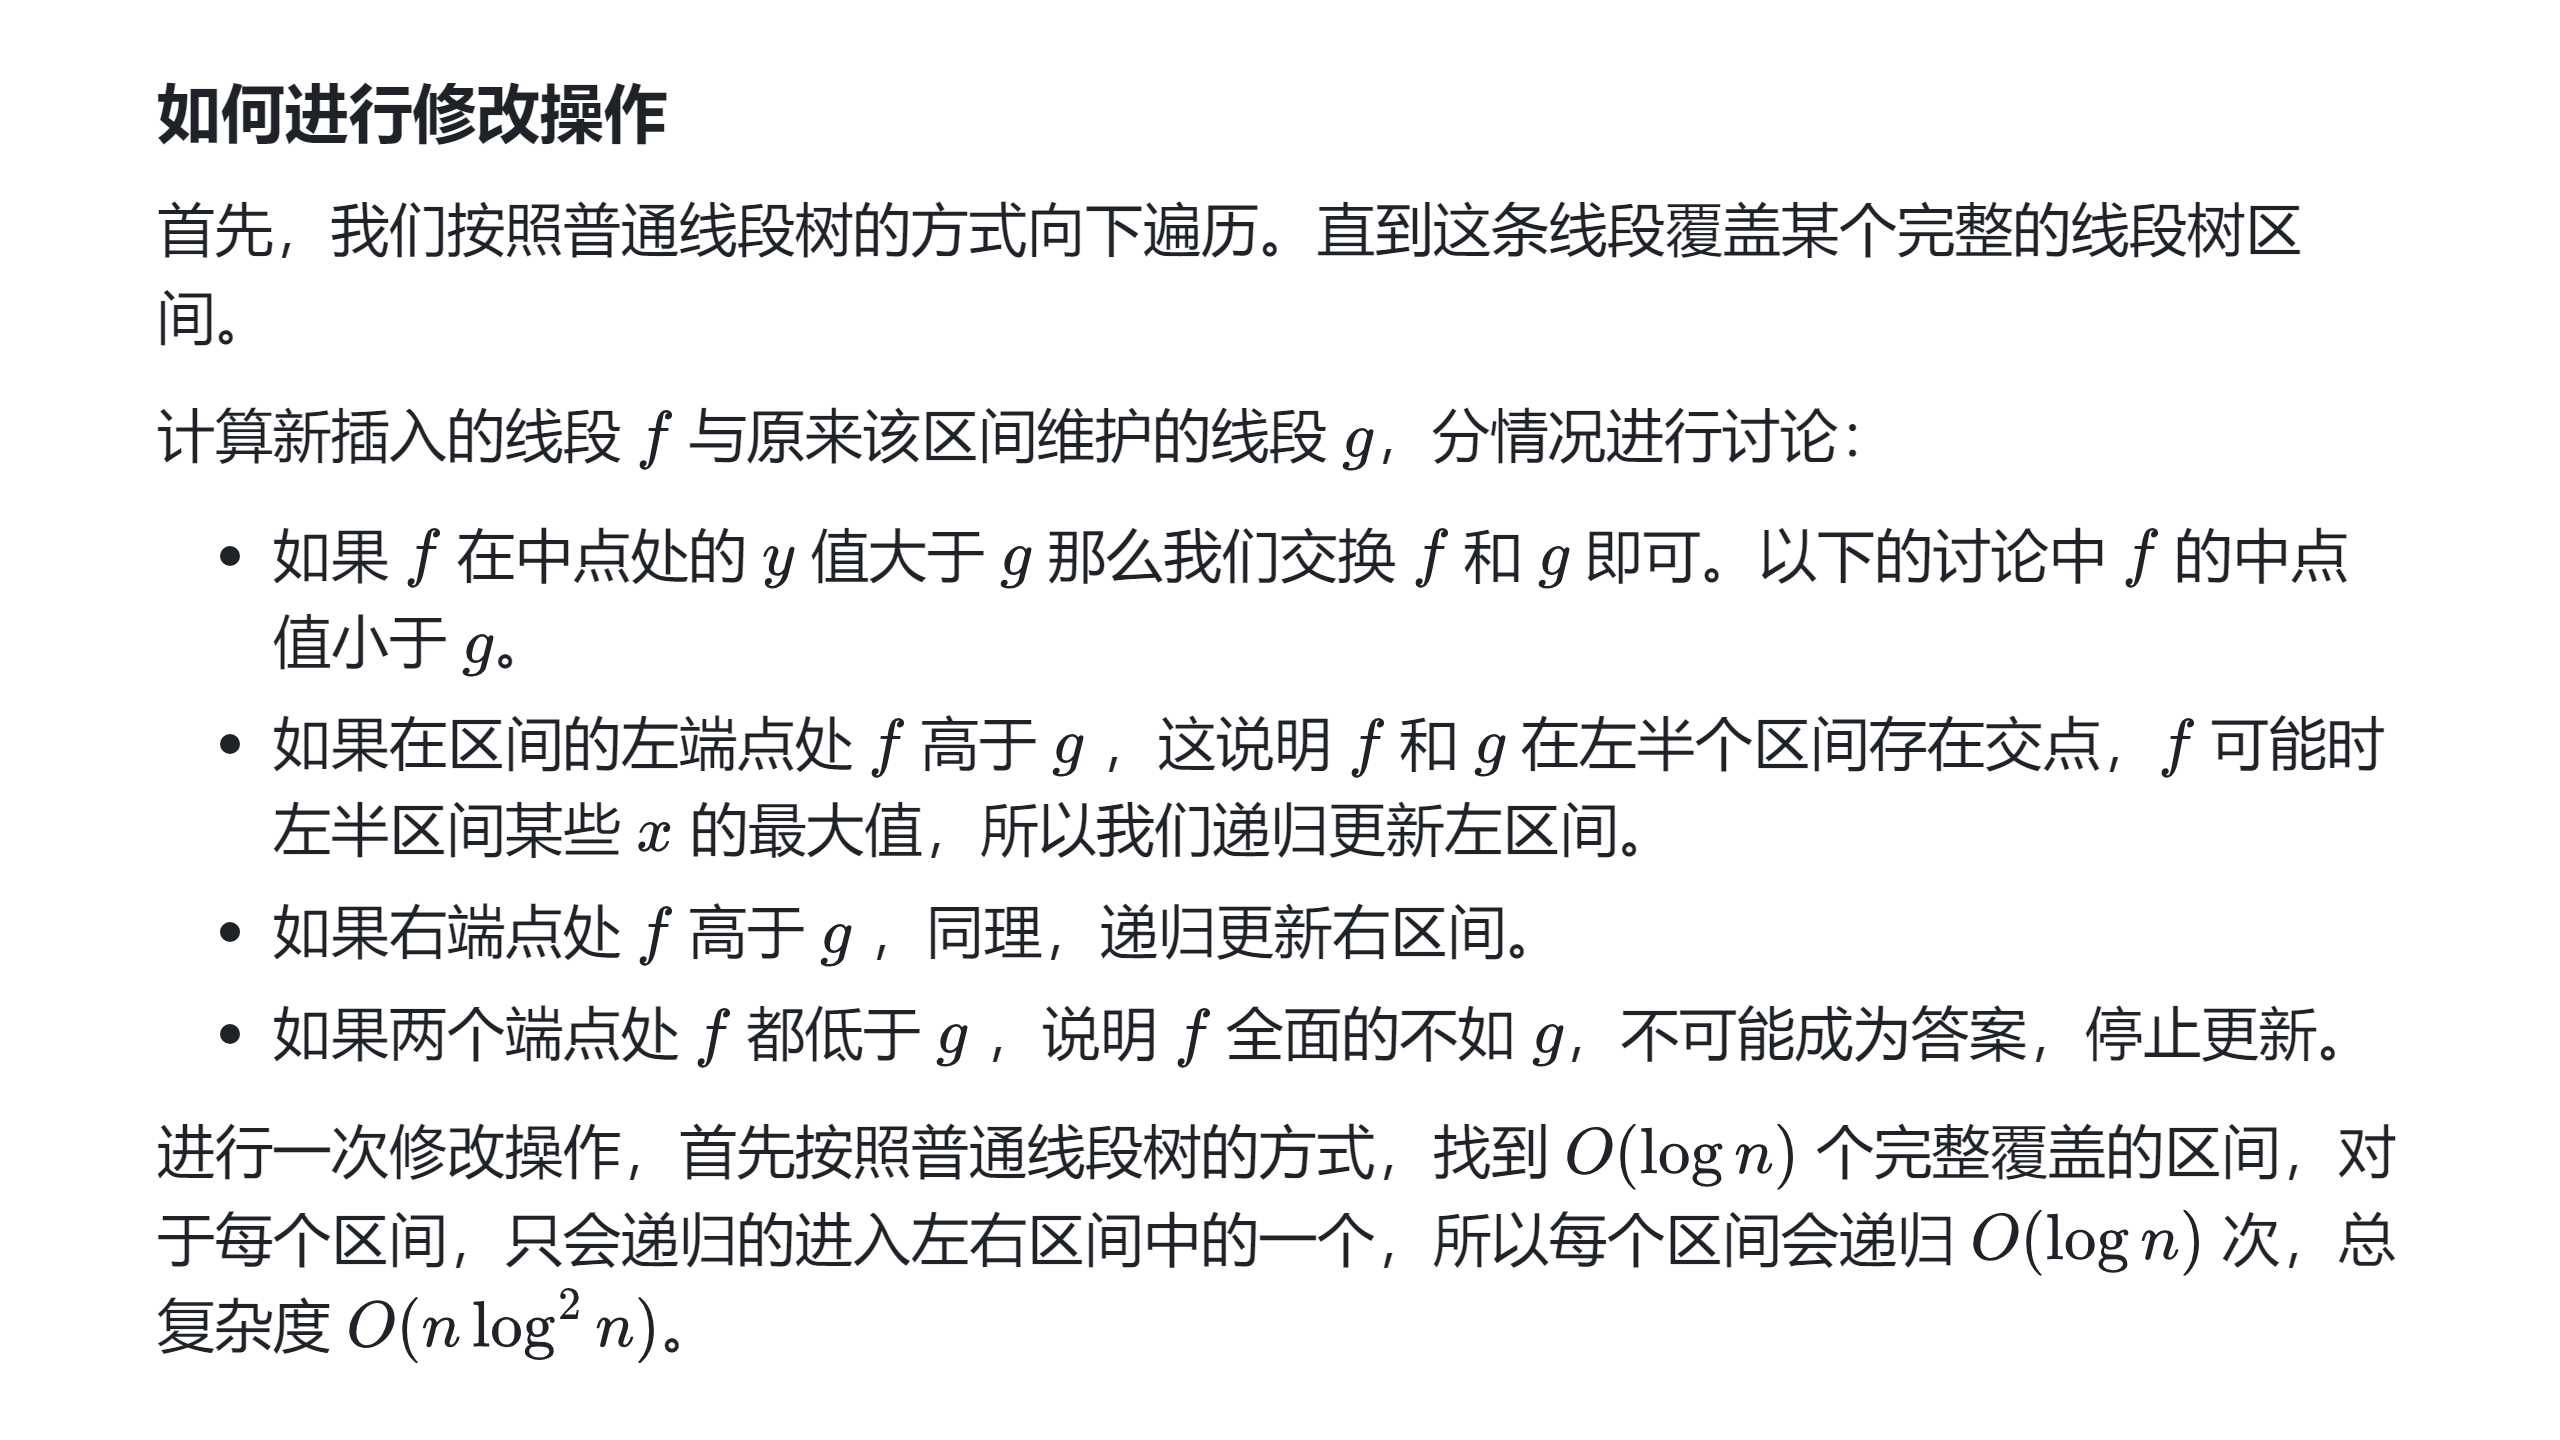 如何进行修改操作
首先，我们按照普通线段树的方式向下遍历。直到这条线段覆盖某个完整的线段树区
间。
计算新插入的线段 f 与原来该区间维护的线段 g，分情况进行讨论：
• 如果 f 在中点处的 y 值大于 g 那么我们交换 f 和 g 即可。以下的讨论中 f 的中点
值小于 g。
• 如果在区间的左端点处 f 高于 g ，这说明 f 和 g 在左半个区间存在交点，f 可能时
左半区间某些 x 的最大值，所以我们递归更新左区间。
• 如果右端点处 f 高于 g ，同理，递归更新右区间。
• 如果两个端点处 f 都低于 g ，说明 f 全面的不如 g，不可能成为答案，停止更新。
进行一次修改操作，首先按照普通线段树的方式，找到 O(log n) 个完整覆盖的区间，对
于每个区间，只会递归的进入左右区间中的一个，所以每个区间会递归 O(log n) 次，总
复杂度 O(n log² n)。